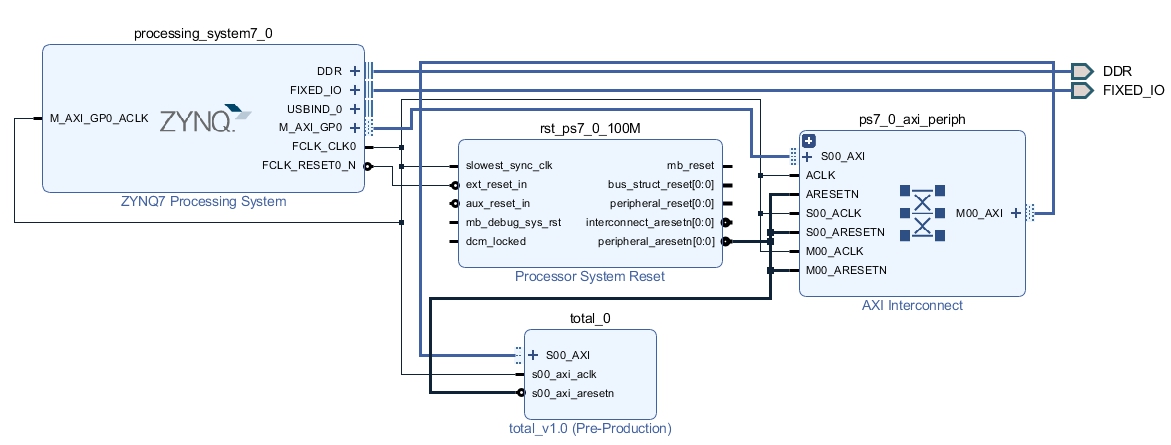 processing_system7_0
DDR
FIXED_IO
USBIND_0
M_AXI_GP0_ACLK
ZYNQ
M_AXI_GP0
FCLK_CLK0
FCLK_RESET0_N
ZYNQ7 Processing System
DDR
FIXED_IO
rst_ps7_0_100M
slowest_sync_clk
mb_reset
ext_reset_in
bus_struct_reset[0:0]
aux_reset_in
peripheral_reset[0:0]
mb_debug_sys_rst
interconnect_aresetn[0:0]
dcm_locked
peripheral_aresetn[0:0]
Processor System Reset
ps7_0_axi_periph
S00_AXI
ACLK
ARESETN
S00_ACLK
M00_AXI
S00_ARESETN
M00_ACLK
M00_ARESETN
AXI Interconnect
total_0
S00_AXI
s00_axi_aclk
s00_axi_aresetn
total_v1.0 (Pre-Production)